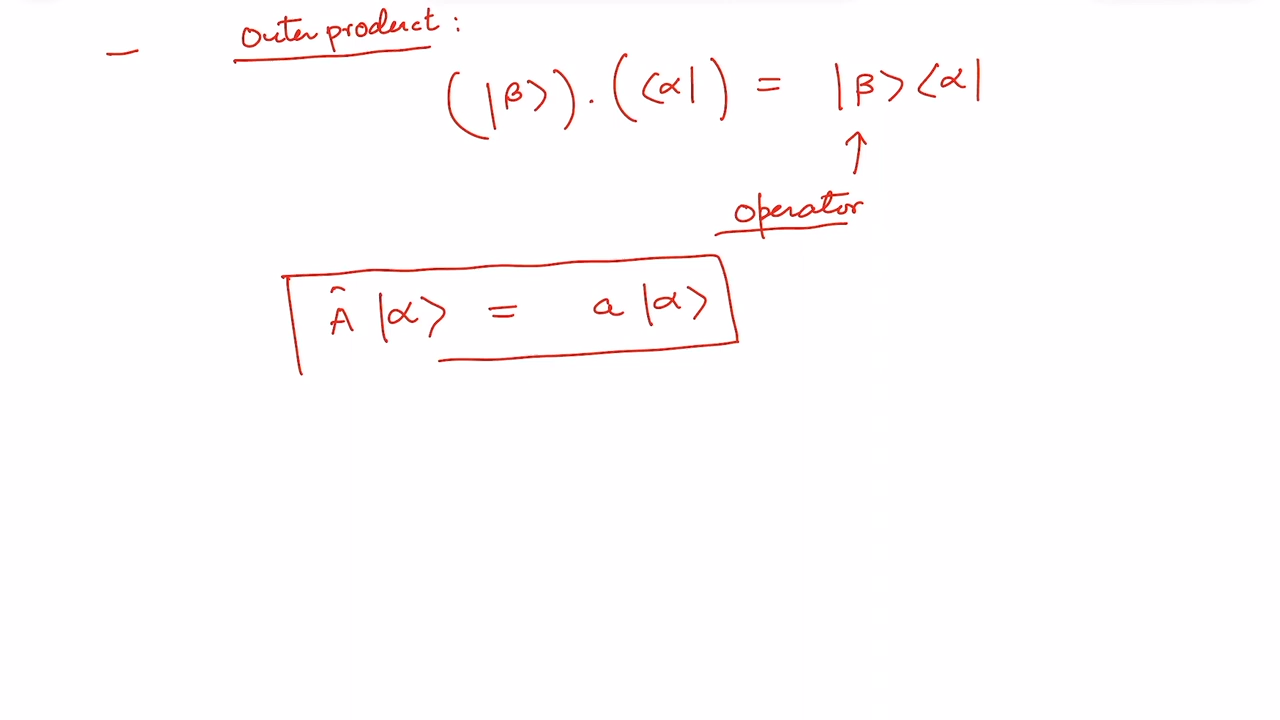 — Outer product :
(|β⟩) . (⟨α|) = |β⟩⟨α|
↑
operator
Â |α⟩ = a |α⟩